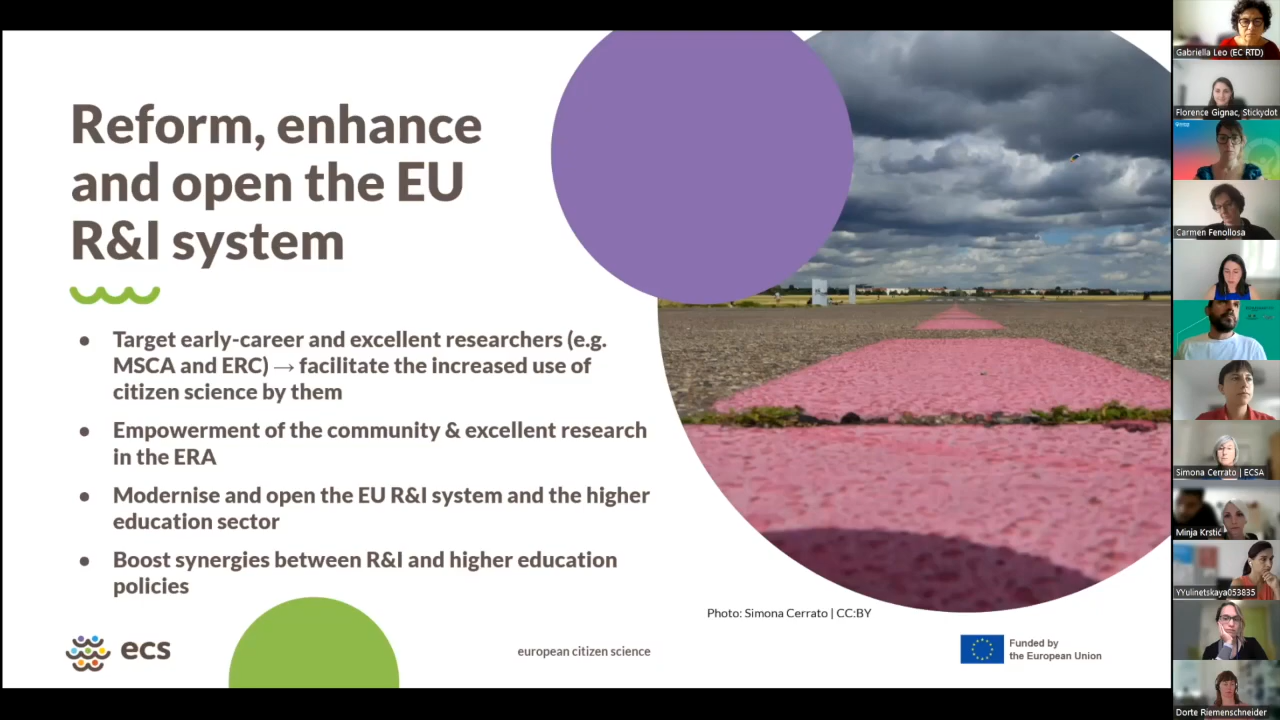 Reform, enhance
and open the EU
R&I system
● Target early-career and excellent researchers (e.g.
MSCA and ERC) → facilitate the increased use of
citizen science by them
● Empowerment of the community & excellent research
in the ERA
● Modernise and open the EU R&I system and the higher
education sector
● Boost synergies between R&I and higher education
policies
Photo: Simona Cerrato | CC:BY
ecs
european citizen science
Funded by
the European Union
Gabriella Leo (EC RTD)
Florence Gignac, Stickydot
Carmen Fenollosa
Simona Cerrato | ECSA
Minja Krstić
YYulinetskaya053835
Dorte Riemenschneider